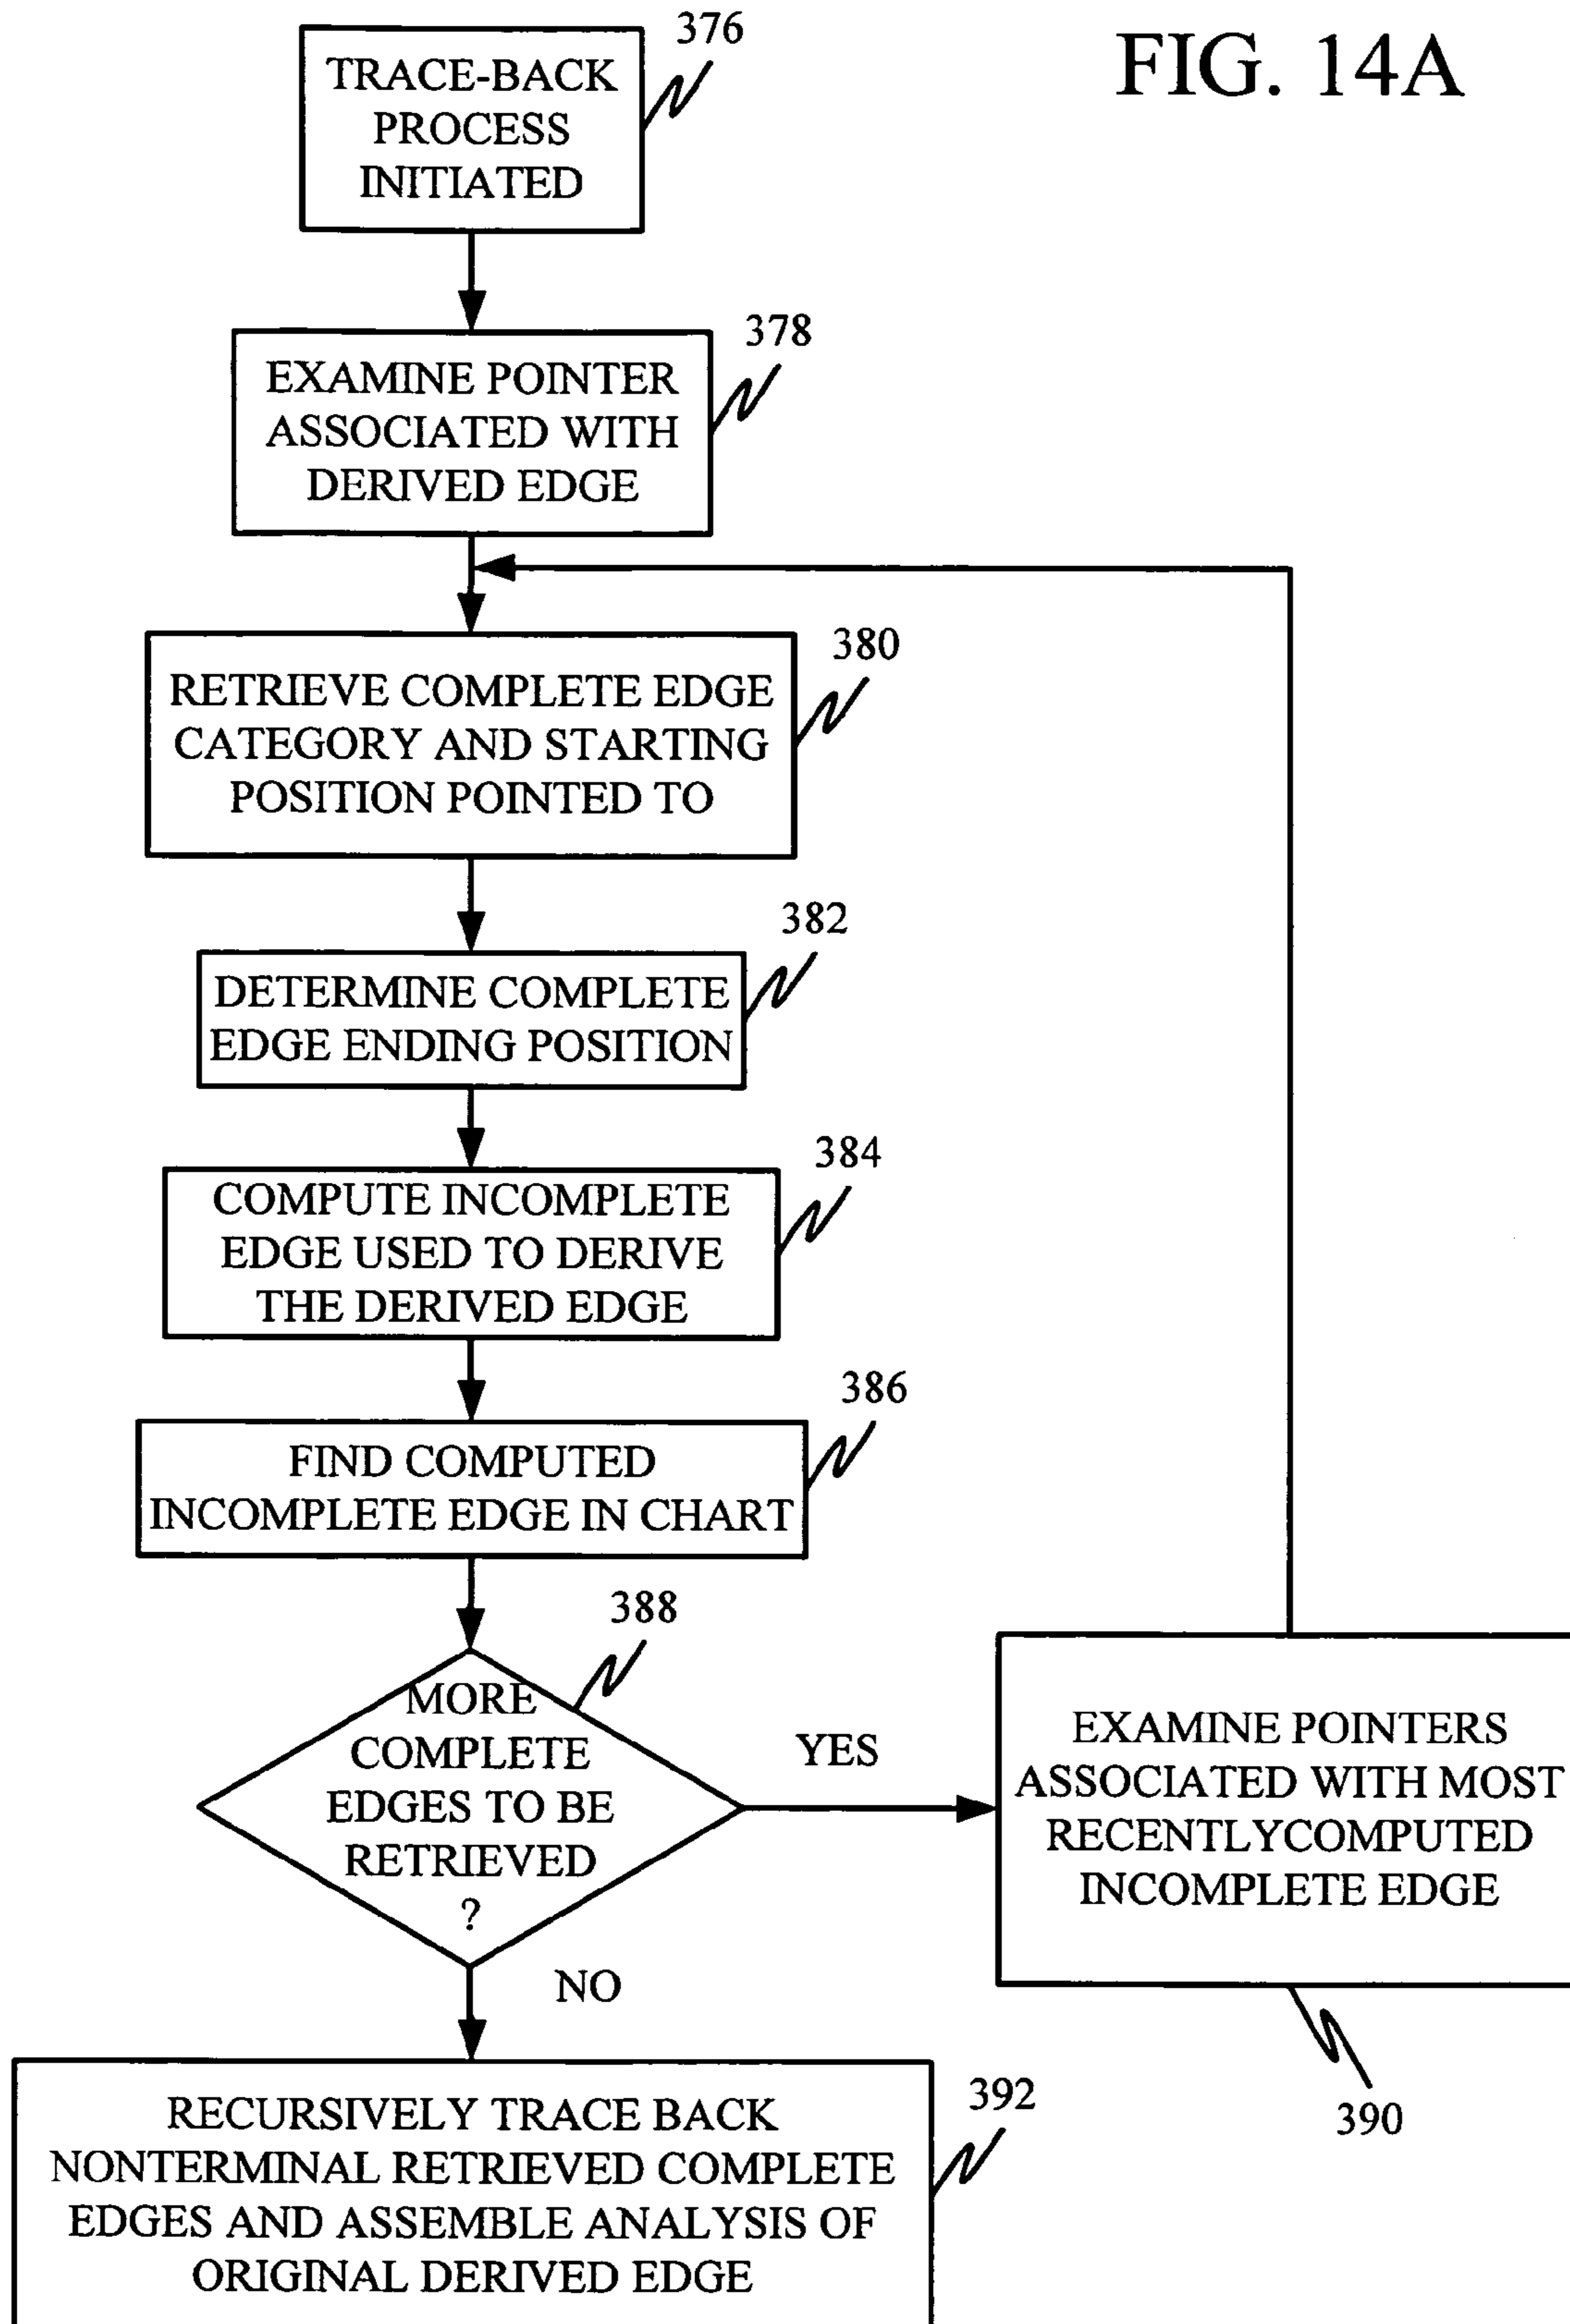 FIG. 14A
376
TRACE-BACK
PROCESS
INITIATED
378
EXAMINE POINTER
ASSOCIATED WITH
DERIVED EDGE
380
RETRIEVE COMPLETE EDGE
CATEGORY AND STARTING
POSITION POINTED TO
382
DETERMINE COMPLETE
EDGE ENDING POSITION
384
COMPUTE INCOMPLETE
EDGE USED TO DERIVE
THE DERIVED EDGE
386
FIND COMPUTED
INCOMPLETE EDGE IN CHART
388
MORE
COMPLETE
EDGES TO BE
RETRIEVED
?
YES
EXAMINE POINTERS
ASSOCIATED WITH MOST
RECENTLYCOMPUTED
INCOMPLETE EDGE
390
NO
392
RECURSIVELY TRACE BACK
NONTERMINAL RETRIEVED COMPLETE
EDGES AND ASSEMBLE ANALYSIS OF
ORIGINAL DERIVED EDGE